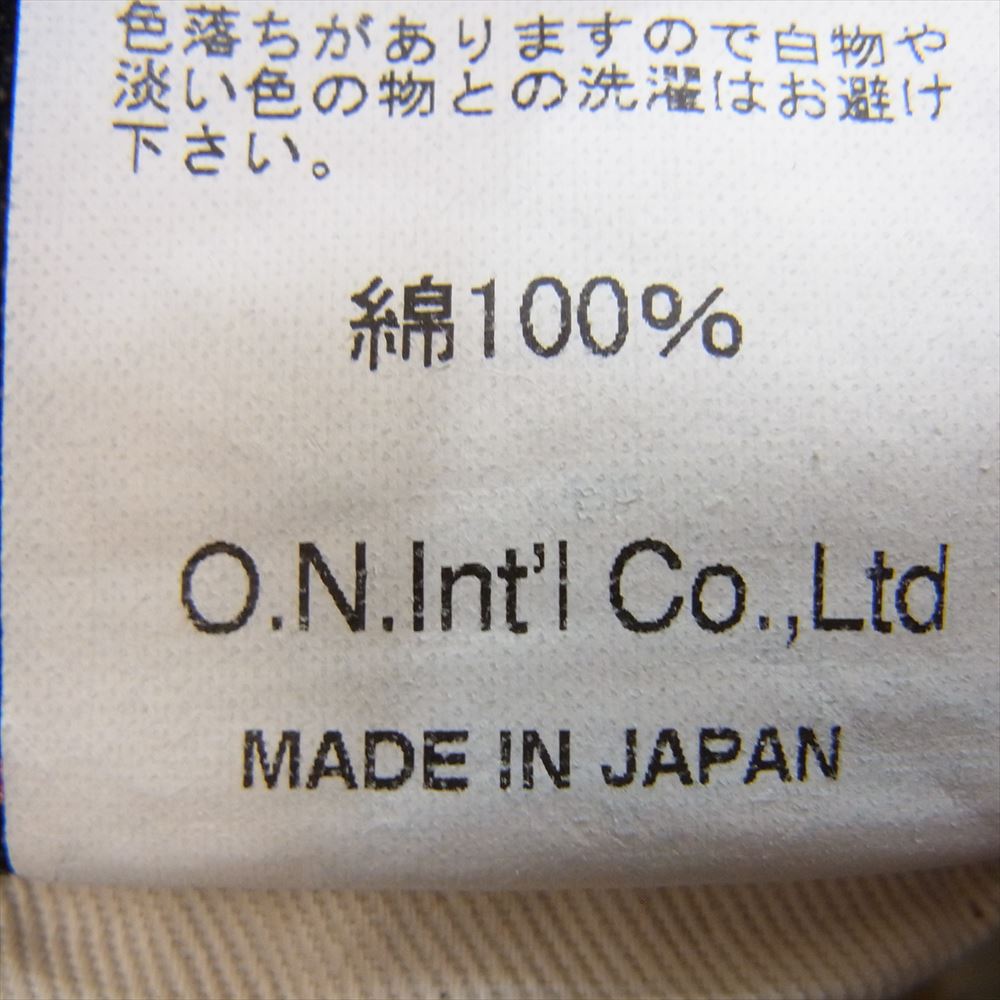 色落ちがありますので白物や
淡い色の物との洗濯はお避け
下さい。
綿100%
O.N.Int'l Co.,Ltd
MADE IN JAPAN